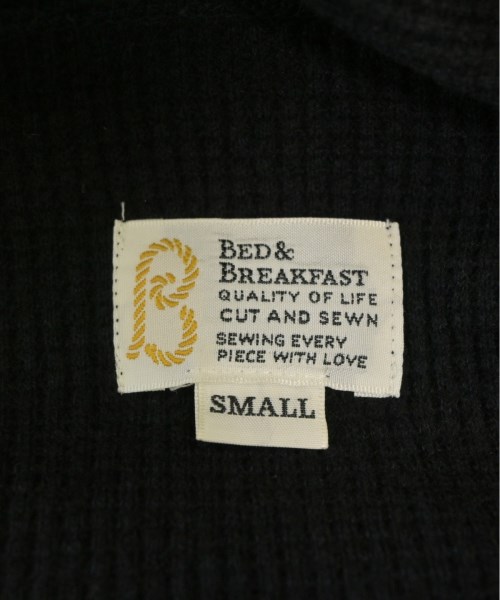 BED &
BREAKFAST
QUALITY OF LIFE
CUT AND SEWN
SEWING EVERY
PIECE WITH LOVE
SMALL